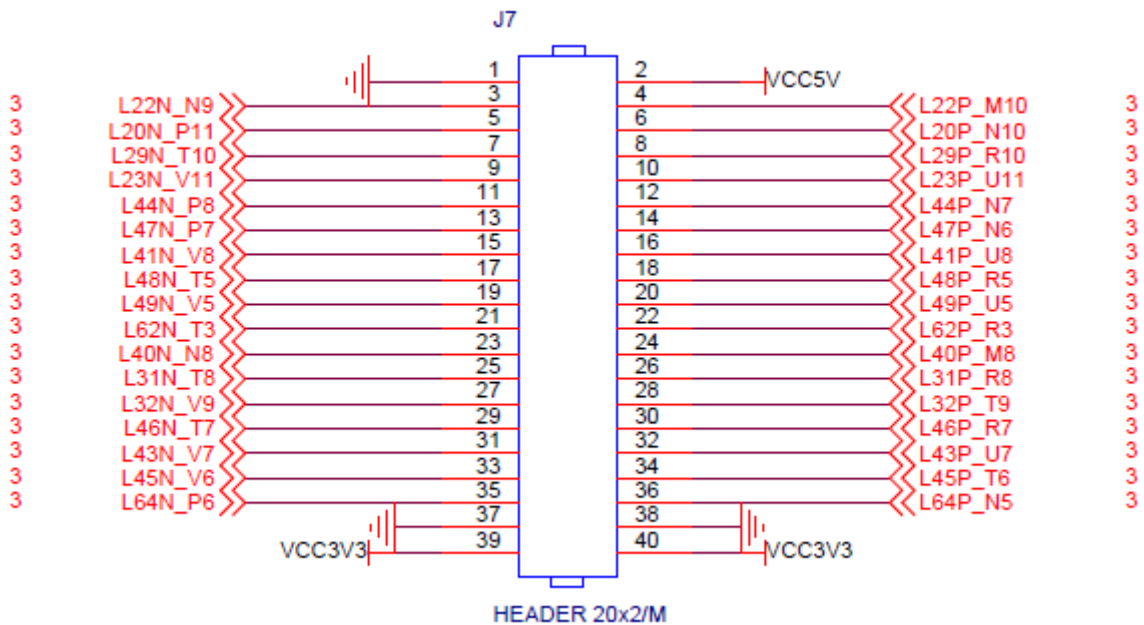 J7
1 2 VCC5V
3 L22N_N9 3 4 L22P_M10 3
3 L20N_P11 5 6 L20P_N10 3
3 L29N_T10 7 8 L29P_R10 3
3 L23N_V11 9 10 L23P_U11 3
3 L44N_P8 11 12 L44P_N7 3
3 L47N_P7 13 14 L47P_N6 3
3 L41N_V8 15 16 L41P_U8 3
3 L48N_T5 17 18 L48P_R5 3
3 L49N_V5 19 20 L49P_U5 3
3 L62N_T3 21 22 L62P_R3 3
3 L40N_N8 23 24 L40P_M8 3
3 L31N_T8 25 26 L31P_R8 3
3 L32N_V9 27 28 L32P_T9 3
3 L46N_T7 29 30 L46P_R7 3
3 L43N_V7 31 32 L43P_U7 3
3 L45N_V6 33 34 L45P_T6 3
3 L64N_P6 35 36 L64P_N5 3
37 38
VCC3V3 39 40 VCC3V3
HEADER 20x2/M